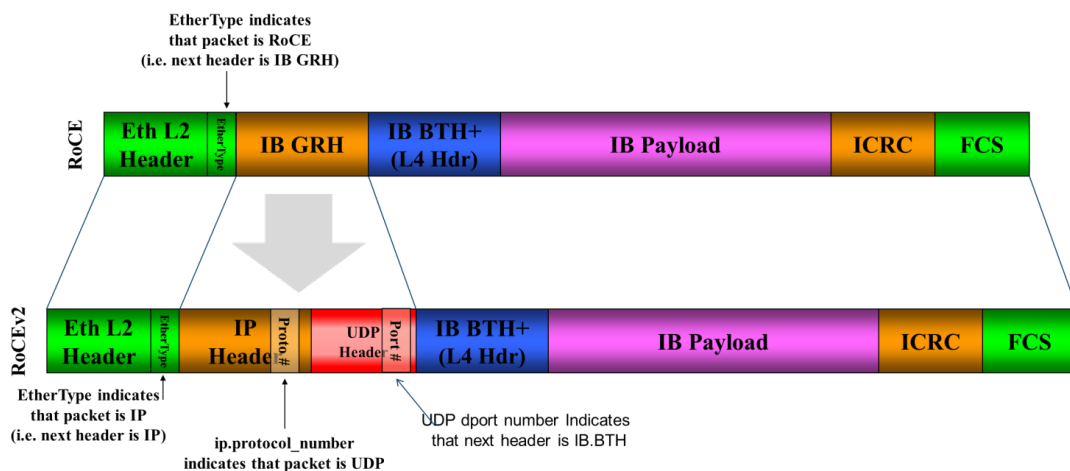 EtherType indicates
that packet is RoCE
(i.e. next header is IB GRH)
RoCE
Eth L2
Header
EtherType
IB GRH
IB BTH+
(L4 Hdr)
IB Payload
ICRC
FCS
RoCEv2
Eth L2
Header
EtherType
IP
Header
Proto #
UDP
Header
Port #
IB BTH+
(L4 Hdr)
IB Payload
ICRC
FCS
EtherType indicates
that packet is IP
(i.e. next header is IP)
ip.protocol_number
indicates that packet is UDP
UDP dport number Indicates
that next header is IB.BTH